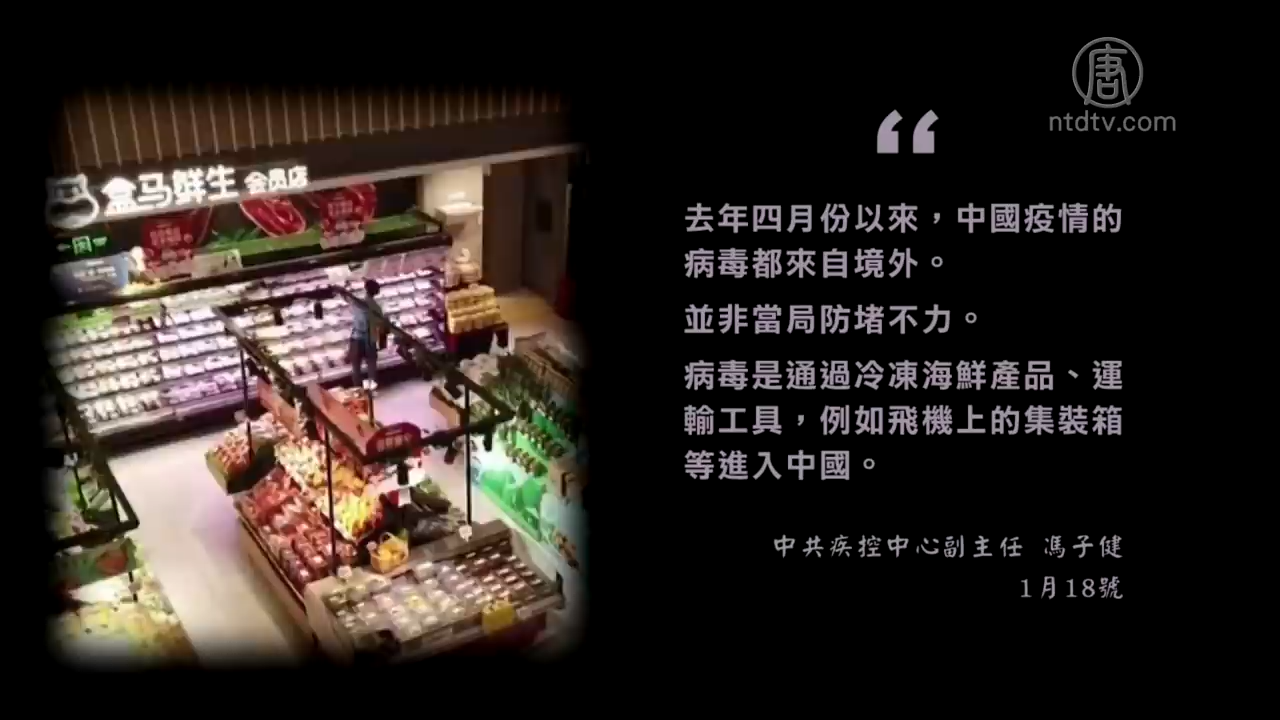 唐
ntdtv.com
盒马鲜生 会员店
“
去年四月份以來，中國疫情的
病毒都來自境外。
並非當局防堵不力。
病毒是通過冷凍海鮮產品、運
輸工具，例如飛機上的集裝箱
等進入中國。
中共疾控中心副主任 馮子健
1月18號